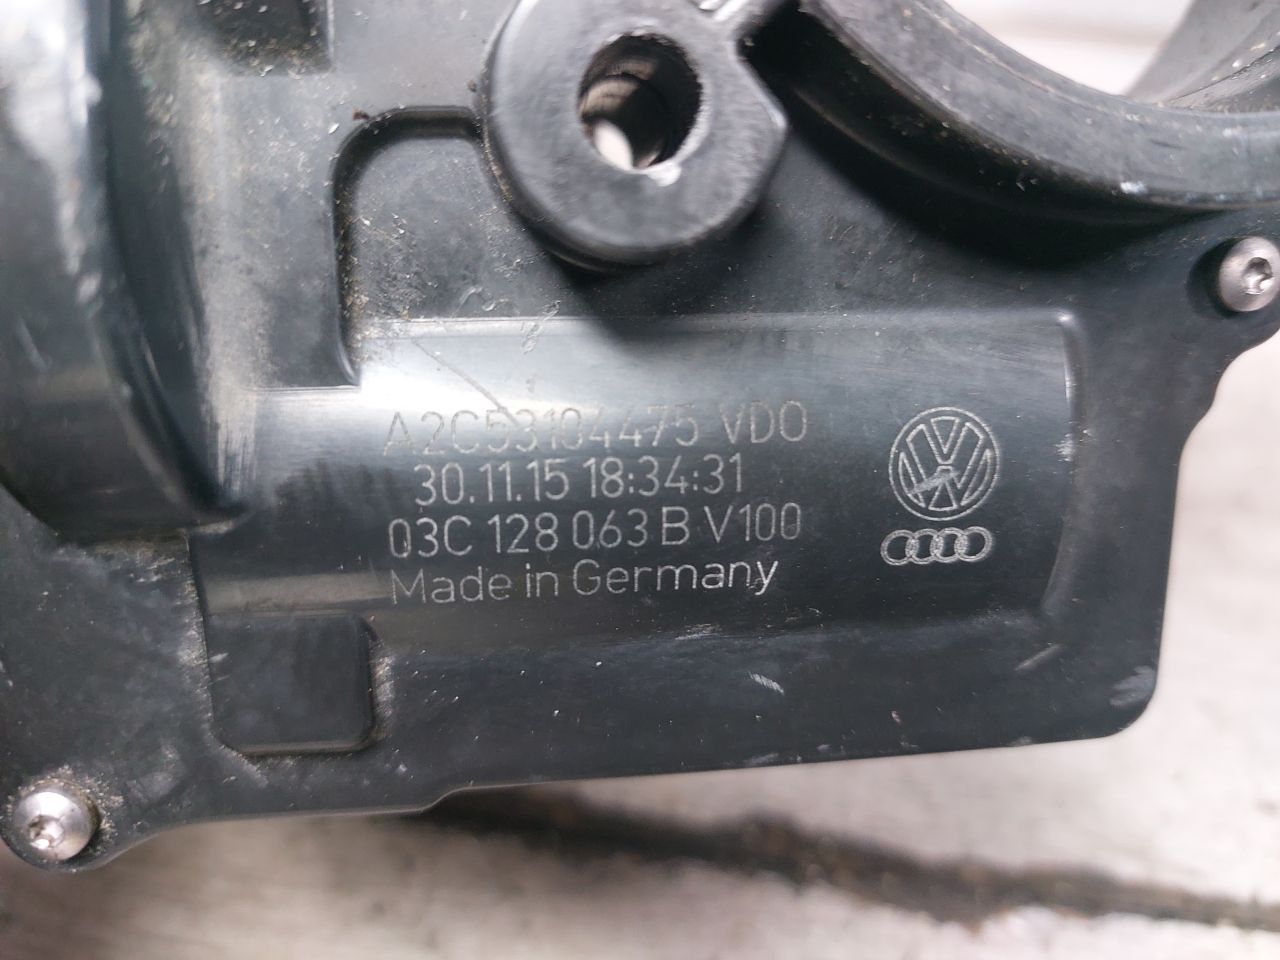 A2C53104475 VDO
30.11.15 18:34:31
03C 128 063 B V100
Made in Germany